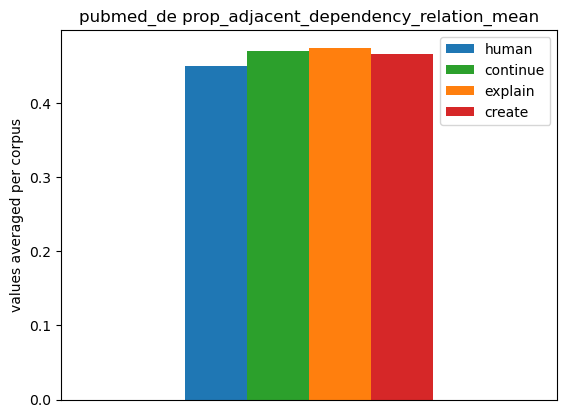 pubmed_de prop_adjacent_dependency_relation_mean
human
continue
explain
create
values averaged per corpus
0.4
0.3
0.2
0.1
0.0